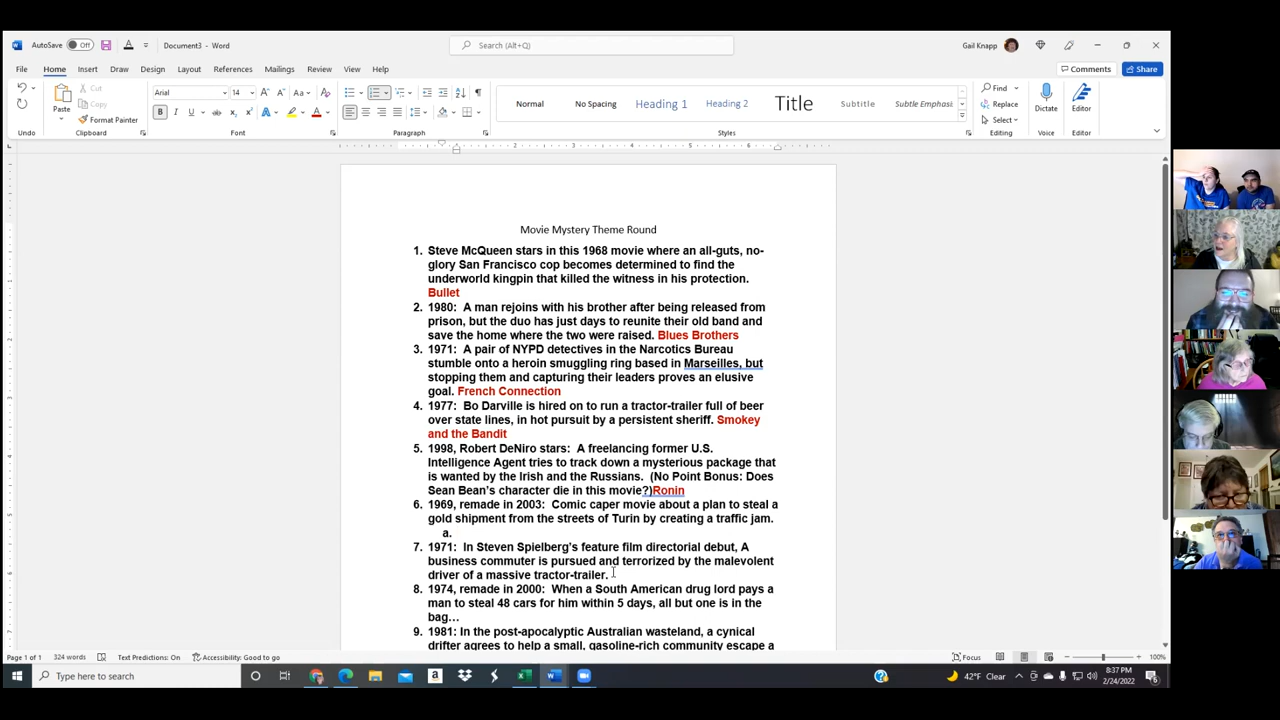 AutoSave Off Document3 - Word Search (Alt+Q) Gail Knapp
File Home Insert Draw Design Layout References Mailings Review View Help Comments Share
Arial 14 Aa
Paste Cut Copy Format Painter
Normal No Spacing Heading 1 Heading 2 Title Subtitle Subtle Emphasi...
Find Replace Select Dictate Editor
Undo Clipboard Font Paragraph Styles Editing Voice Editor
1 2 3 4 5 6 7
Movie Mystery Theme Round
1. Steve McQueen stars in this 1968 movie where an all-guts, no-
glory San Francisco cop becomes determined to find the
underworld kingpin that killed the witness in his protection.
Bullet
2. 1980: A man rejoins with his brother after being released from
prison, but the duo has just days to reunite their old band and
save the home where the two were raised. Blues Brothers
3. 1971: A pair of NYPD detectives in the Narcotics Bureau
stumble onto a heroin smuggling ring based in Marseilles, but
stopping them and capturing their leaders proves an elusive
goal. French Connection
4. 1977: Bo Darville is hired on to run a tractor-trailer full of beer
over state lines, in hot pursuit by a persistent sheriff. Smokey
and the Bandit
5. 1998, Robert DeNiro stars: A freelancing former U.S.
Intelligence Agent tries to track down a mysterious package that
is wanted by the Irish and the Russians. (No Point Bonus: Does
Sean Bean's character die in this movie?)Ronin
6. 1969, remade in 2003: Comic caper movie about a plan to steal a
gold shipment from the streets of Turin by creating a traffic jam.
a.
7. 1971: In Steven Spielberg's feature film directorial debut, A
business commuter is pursued and terrorized by the malevolent
driver of a massive tractor-trailer.
8. 1974, remade in 2000: When a South American drug lord pays a
man to steal 48 cars for him within 5 days, all but one is in the
bag…
9. 1981: In the post-apocalyptic Australian wasteland, a cynical
drifter agrees to help a small, gasoline-rich community escape a
Page 1 of 1 324 words Text Predictions: On Accessibility: Good to go Focus 100%
Type here to search 42°F Clear 8:37 PM
2/24/2022